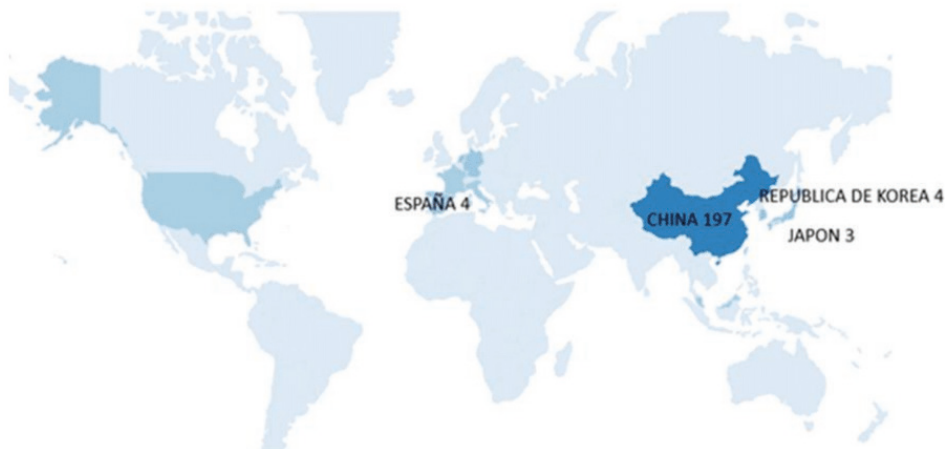 ESPAÑA 4
REPUBLICA DE KOREA 4
CHINA 197
JAPON 3